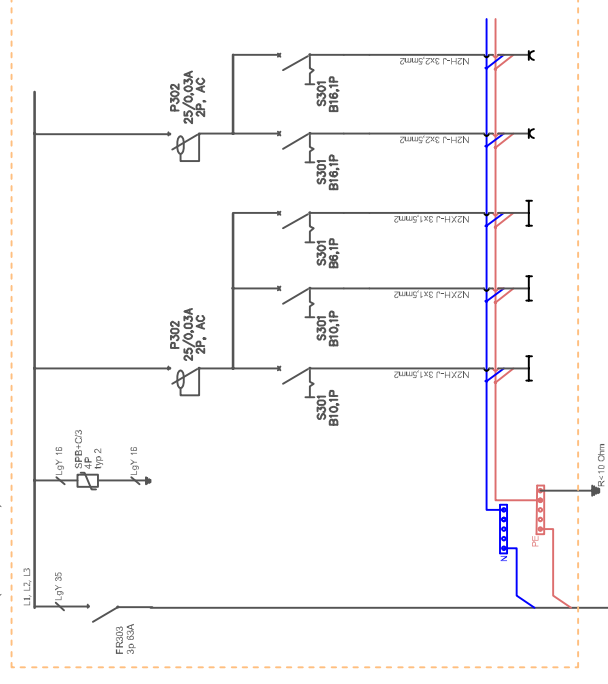 L1, L2, L3
LgY 35
FR303
3p 63A
LgY 16
SPB+C/3
4P
typ 2
LgY 16
P302
25/0,03A
2P, AC
P302
25/0,03A
2P, AC
S301
B10,1P
S301
B10,1P
S301
B6,1P
S301
B16,1P
S301
B16,1P
N2XH-J 3x1,5mm2
N2XH-J 3x1,5mm2
N2XH-J 3x1,5mm2
N2H-J 3x2,5mm2
N2H-J 3x2,5mm2
N
PE
R<10 Ohm